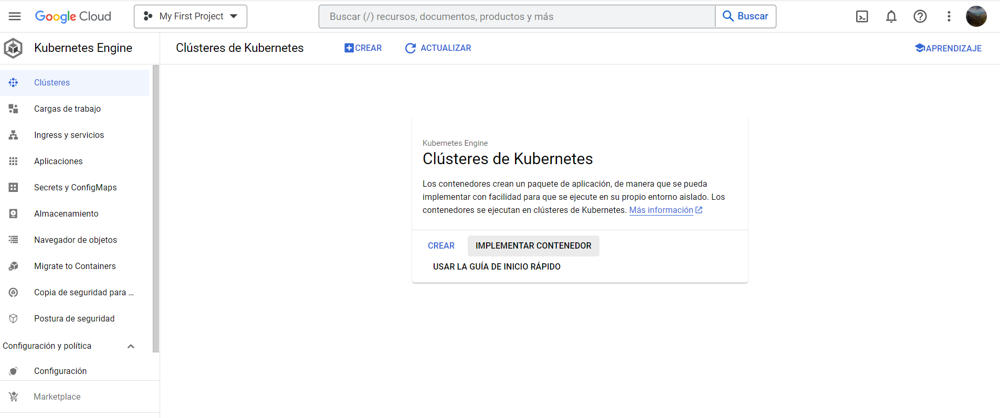 Google Cloud
My First Project
Buscar (/) recursos, documentos, productos y más
Buscar
Kubernetes Engine
Clústeres de Kubernetes
CREAR
ACTUALIZAR
APRENDIZAJE
Clústeres
Cargas de trabajo
Ingress y servicios
Aplicaciones
Secrets y ConfigMaps
Almacenamiento
Navegador de objetos
Migrate to Containers
Copia de seguridad para ...
Postura de seguridad
Configuración y política
Configuración
Marketplace
Kubernetes Engine
Clústeres de Kubernetes
Los contenedores crean un paquete de aplicación, de manera que se pueda
implementar con facilidad para que se ejecute en su propio entorno aislado. Los
contenedores se ejecutan en clústeres de Kubernetes. Más información
CREAR
IMPLEMENTAR CONTENEDOR
USAR LA GUÍA DE INICIO RÁPIDO